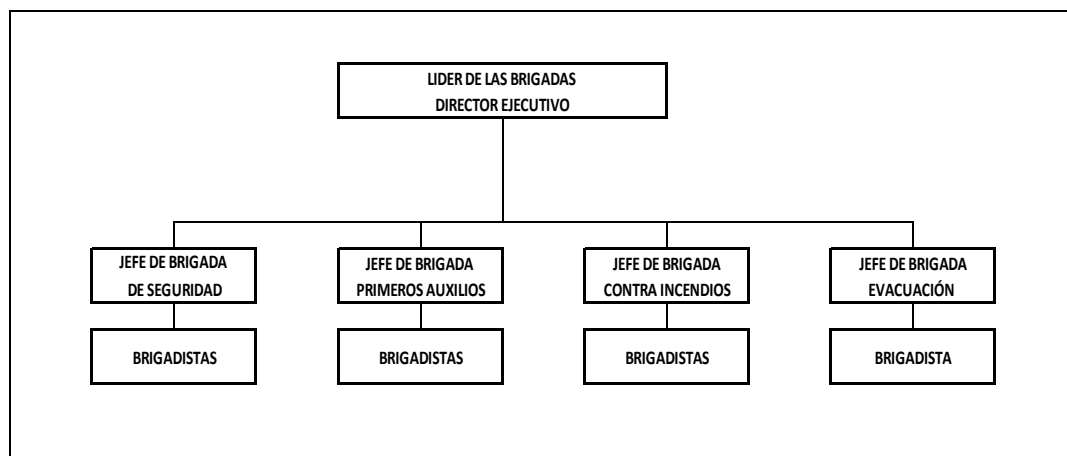 LIDER DE LAS BRIGADAS
DIRECTOR EJECUTIVO
JEFE DE BRIGADA
DE SEGURIDAD
JEFE DE BRIGADA
PRIMEROS AUXILIOS
JEFE DE BRIGADA
CONTRA INCENDIOS
JEFE DE BRIGADA
EVACUACIÓN
BRIGADISTAS
BRIGADISTAS
BRIGADISTAS
BRIGADISTA